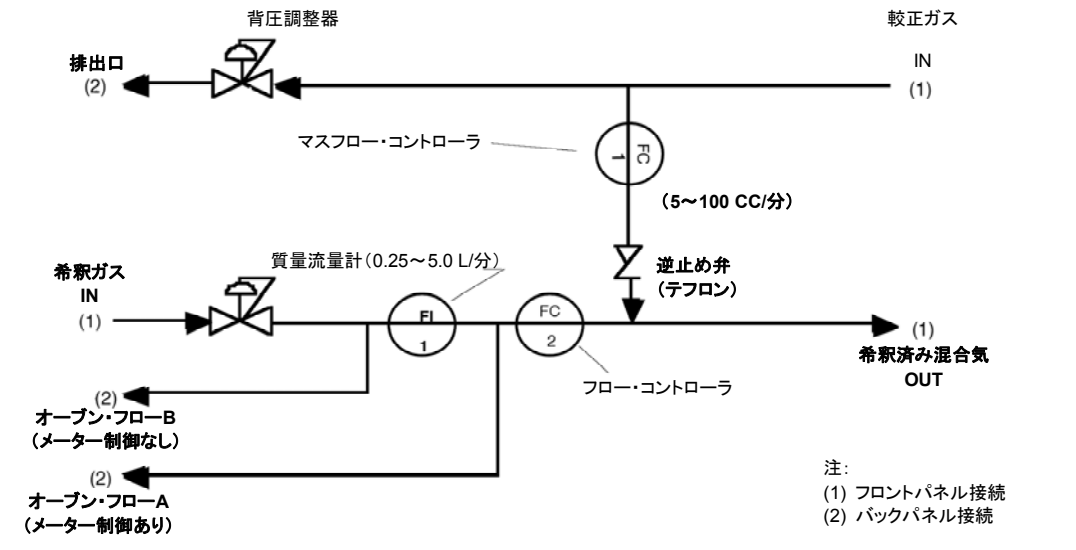 背圧調整器
較正ガス
IN
(1)
排出口
(2)
マスフロー・コントローラ
FC
1
（5～100 CC/分）
質量流量計（0.25～5.0 L/分）
逆止め弁
（テフロン）
希釈ガス
IN
(1)
FI
1
FC
2
(1)
希釈済み混合気
OUT
フロー・コントローラ
(2)
オーブン・フローB
（メーター制御なし）
(2)
オーブン・フローA
（メーター制御あり）
注：
(1) フロントパネル接続
(2) バックパネル接続